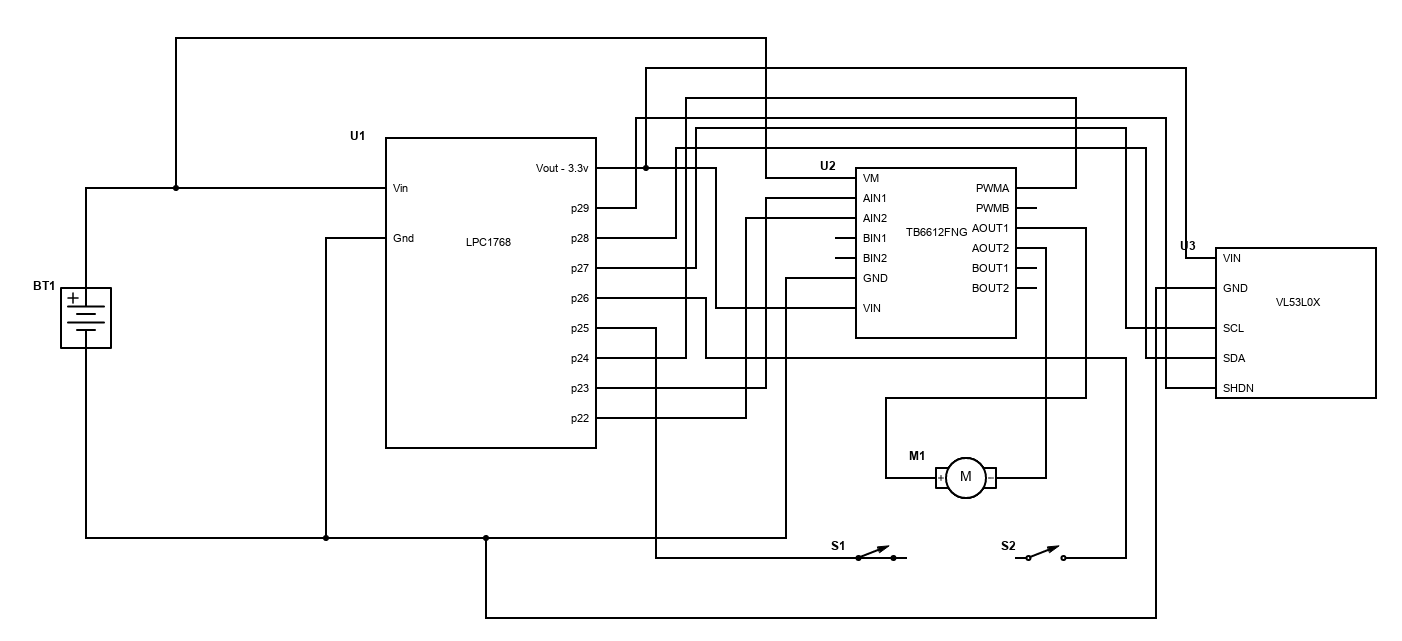 U1
Vin
Gnd
LPC1768
Vout - 3.3v
p29
p28
p27
p26
p25
p24
p23
p22
BT1
+
U2
VM
AIN1
AIN2
BIN1
BIN2
GND
VIN
TB6612FNG
PWMA
PWMB
AOUT1
AOUT2
BOUT1
BOUT2
U3
VIN
GND
SCL
SDA
SHDN
VL53L0X
M1
+ M −
S1
S2